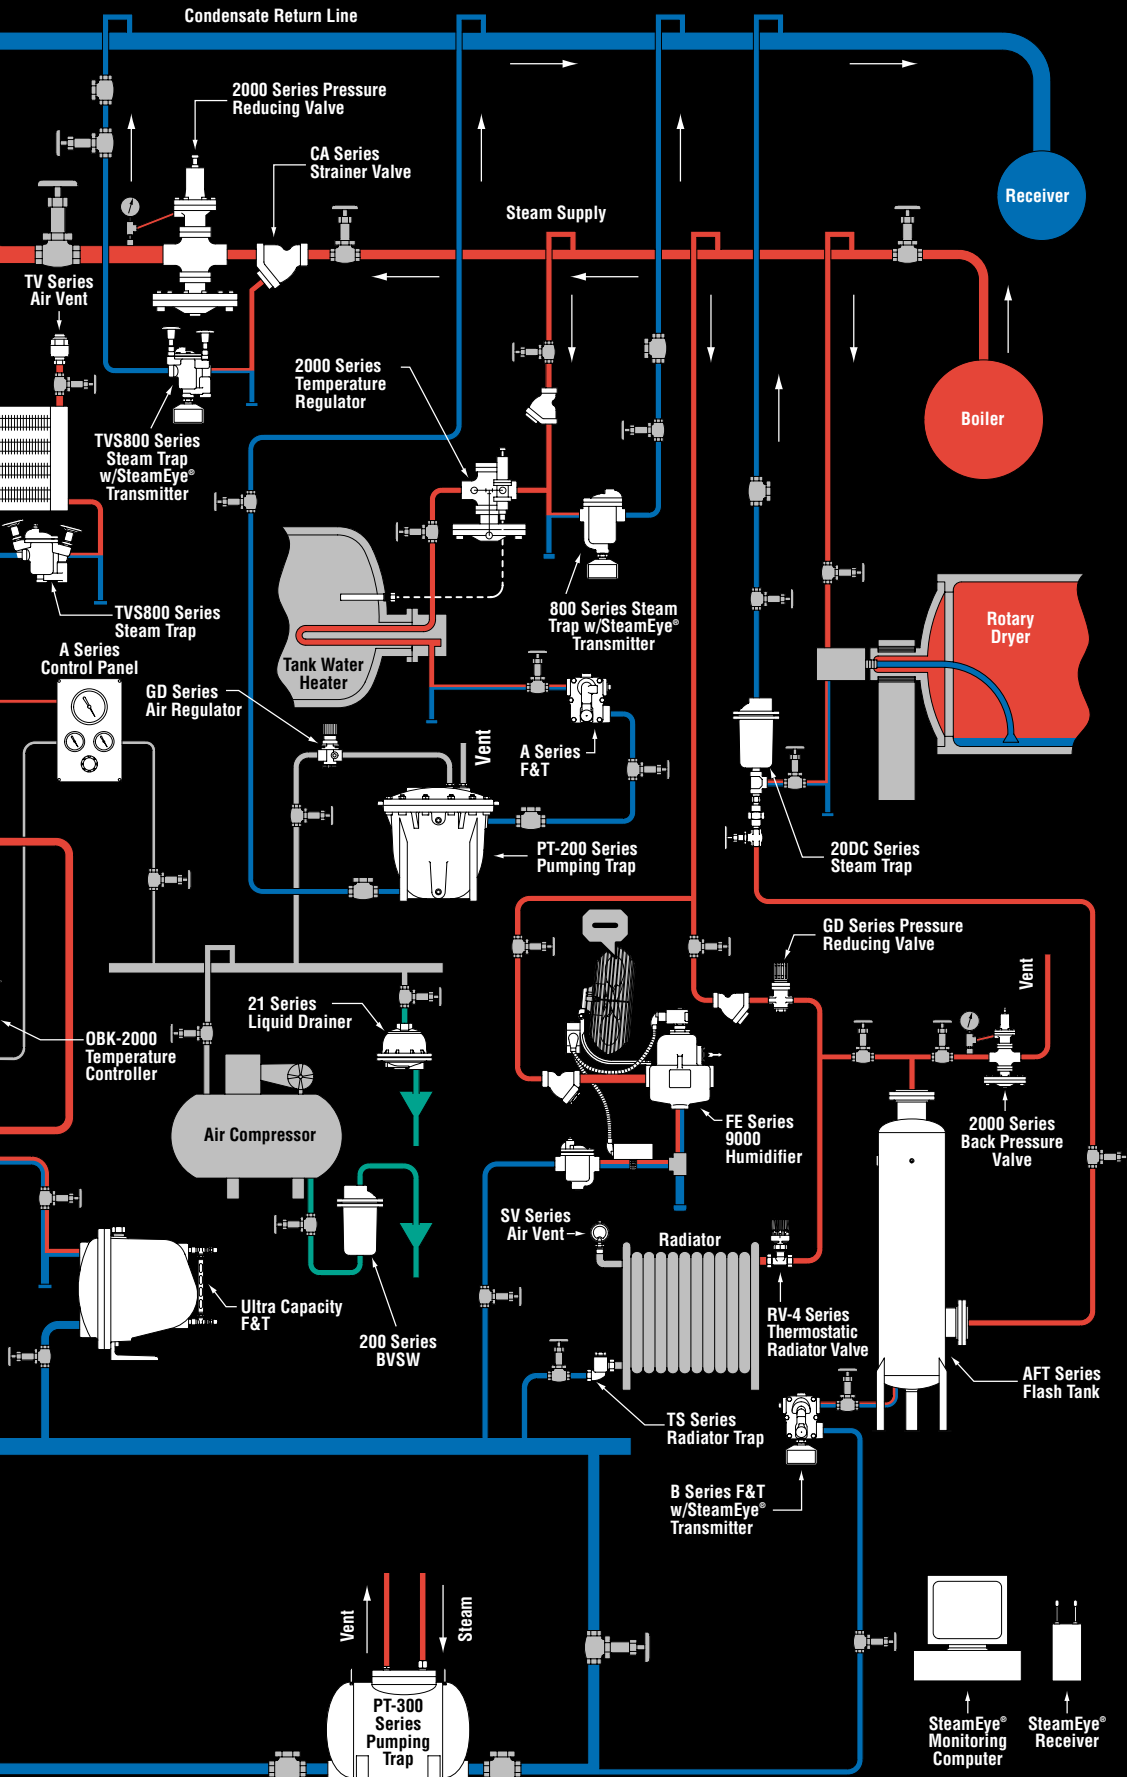 Condensate Return Line
2000 Series Pressure
Reducing Valve
CA Series
Strainer Valve
Receiver
Steam Supply
TV Series
Air Vent
2000 Series
Temperature
Regulator
Boiler
TVS800 Series
Steam Trap
w/SteamEye®
Transmitter
TVS800 Series
Steam Trap
800 Series Steam
Trap w/SteamEye®
Transmitter
Rotary
Dryer
A Series
Control Panel
Tank Water
Heater
GD Series
Air Regulator
Vent
A Series
F&T
PT-200 Series
Pumping Trap
20DC Series
Steam Trap
GD Series Pressure
Reducing Valve
Vent
21 Series
Liquid Drainer
OBK-2000
Temperature
Controller
Air Compressor
FE Series
9000
Humidifier
2000 Series
Back Pressure
Valve
SV Series
Air Vent
Radiator
Ultra Capacity
F&T
200 Series
BVSW
RV-4 Series
Thermostatic
Radiator Valve
AFT Series
Flash Tank
TS Series
Radiator Trap
B Series F&T
w/SteamEye®
Transmitter
Vent
Steam
PT-300
Series
Pumping
Trap
SteamEye®
Monitoring
Computer
SteamEye®
Receiver